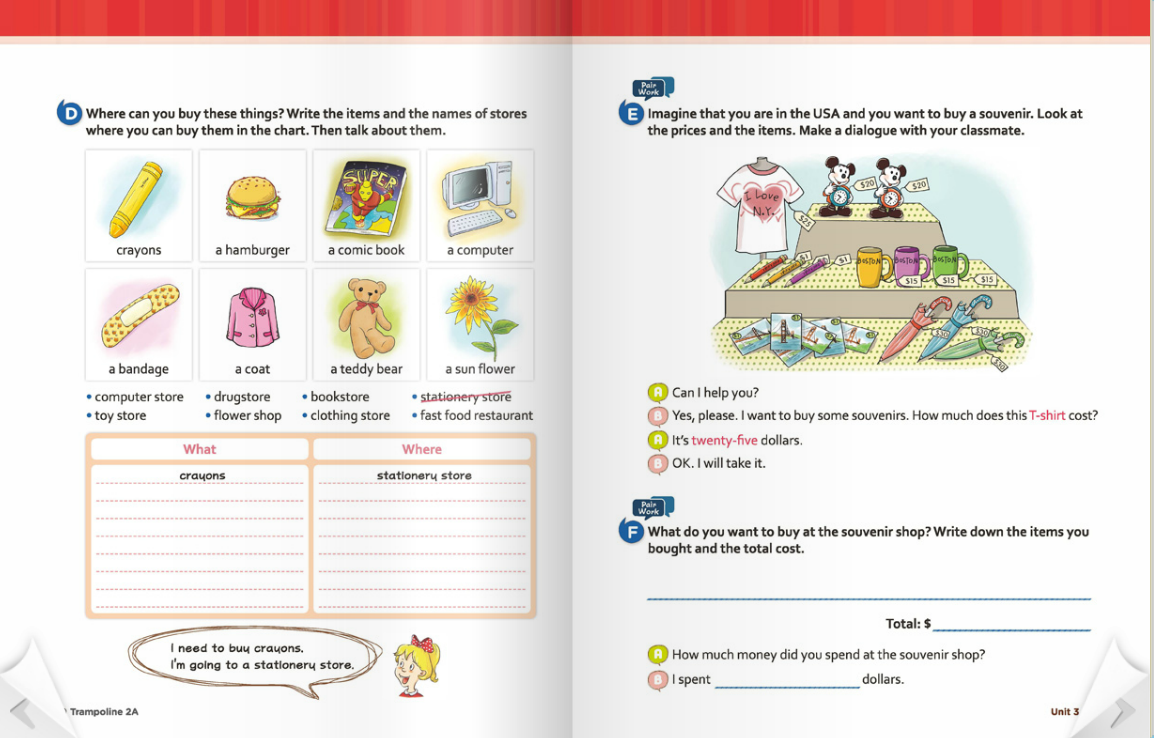 D Where can you buy these things? Write the items and the names of stores
where you can buy them in the chart. Then talk about them.
SUPER
crayons
a hamburger
a comic book
a computer
a bandage
a coat
a teddy bear
a sun flower
• computer store
• drugstore
• bookstore
• stationery store
• toy store
• flower shop
• clothing store
• fast food restaurant
What
Where
crayons
stationery store
I need to buy crayons.
I'm going to a stationery store.
Trampoline 2A
Pair
Work
E Imagine that you are in the USA and you want to buy a souvenir. Look at
the prices and the items. Make a dialogue with your classmate.
I Love
N.Y.
$25
$20
$20
$1
$1
BOSTON
BOSTON
BOSTON
$15
$15
$15
$30
$30
$30
A Can I help you?
B Yes, please. I want to buy some souvenirs. How much does this T-shirt cost?
A It's twenty-five dollars.
B OK. I will take it.
Pair
Work
F What do you want to buy at the souvenir shop? Write down the items you
bought and the total cost.
Total: $
A How much money did you spend at the souvenir shop?
B I spent dollars.
Unit 3